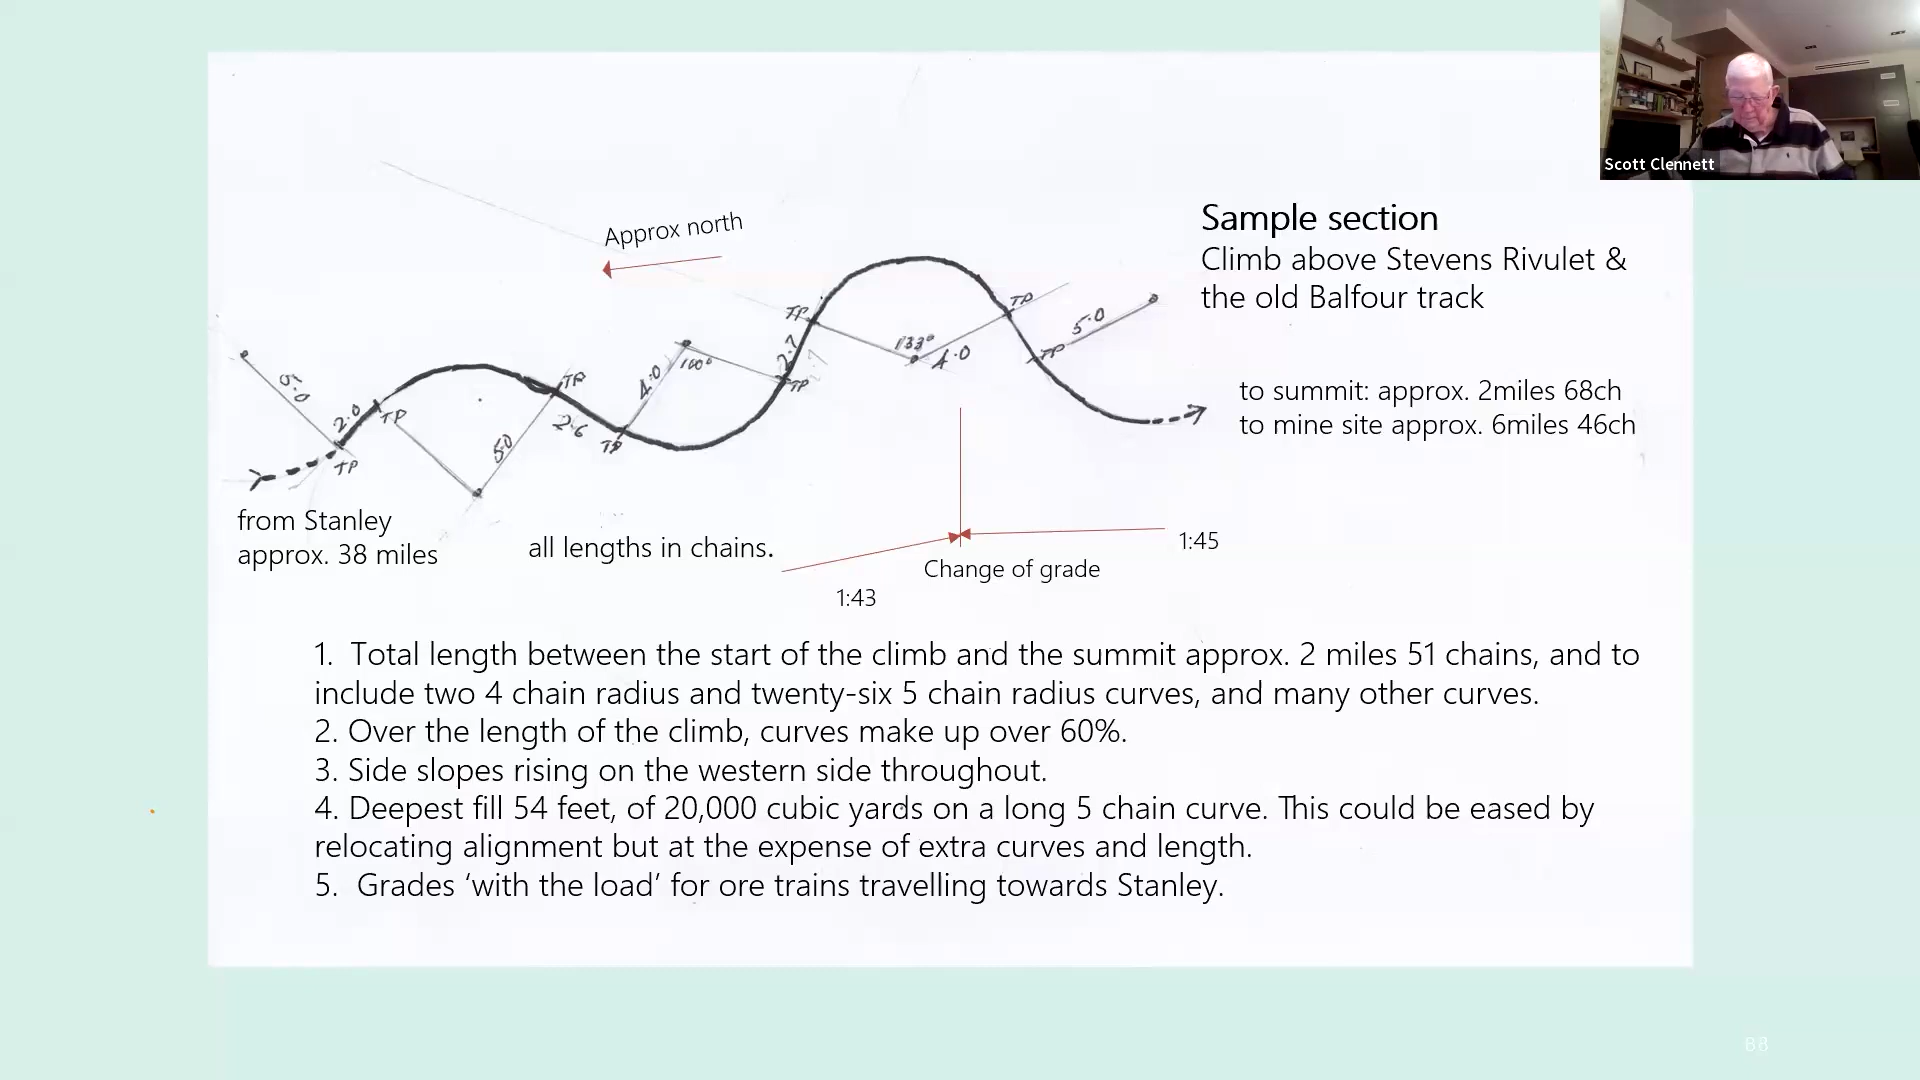 Scott Clennett
Approx north
Sample section
Climb above Stevens Rivulet &
the old Balfour track
TP
TP
5.0
133°
4.0
TP
2.7
100°
TP
4.0
5.0
2.0
TP
TP
5.0
2.6
TP
TP
to summit: approx. 2miles 68ch
to mine site approx. 6miles 46ch
from Stanley
approx. 38 miles
all lengths in chains.
1:45
Change of grade
1:43
1. Total length between the start of the climb and the summit approx. 2 miles 51 chains, and to
include two 4 chain radius and twenty-six 5 chain radius curves, and many other curves.
2. Over the length of the climb, curves make up over 60%.
3. Side slopes rising on the western side throughout.
4. Deepest fill 54 feet, of 20,000 cubic yards on a long 5 chain curve. This could be eased by
relocating alignment but at the expense of extra curves and length.
5. Grades ‘with the load’ for ore trains travelling towards Stanley.